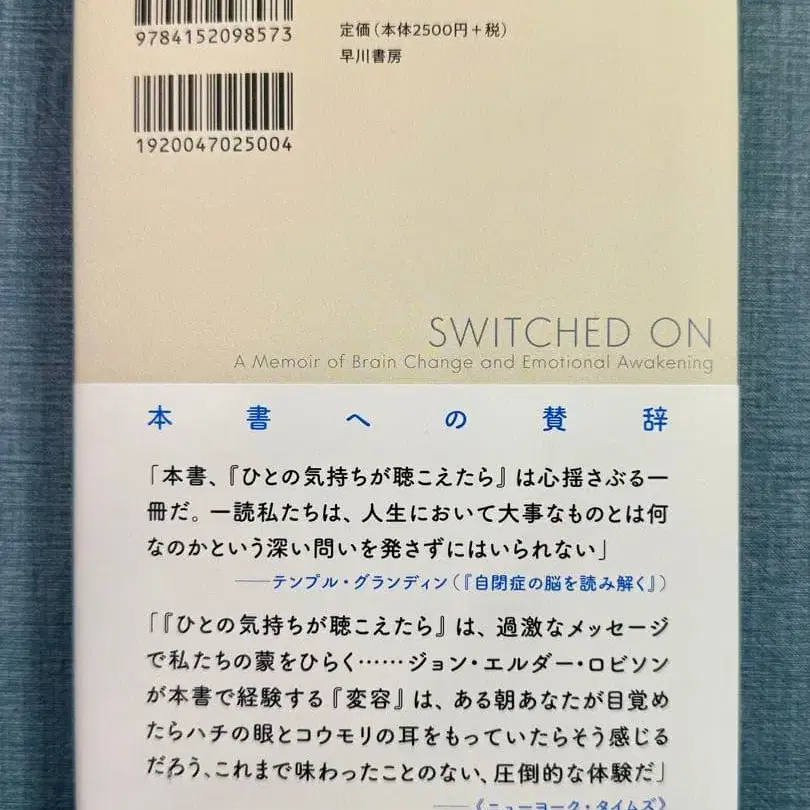 9784152098573
定価(本体2500円+税)
早川書房
1920047025004
SWITCHED ON
A Memoir of Brain Change and Emotional Awakening
本書への賛辞
「本書、『ひとの気持ちが聴こえたら』は心揺さぶる一
冊だ。一読私たちは、人生において大事なものとは何
なのかという深い問いを発さずにはいられない」
──テンプル・グランディン(『自閉症の脳を読み解く』)
「『ひとの気持ちが聴こえたら』は、過激なメッセージ
で私たちの蒙をひらく……ジョン・エルダー・ロビソン
が本書で経験する『変容』は、ある朝あなたが目覚め
たらハチの眼とコウモリの耳をもっていたらそう感じる
だろう、これまで味わったことのない、圧倒的な体験だ」
──《ニューヨーク・タイムズ》